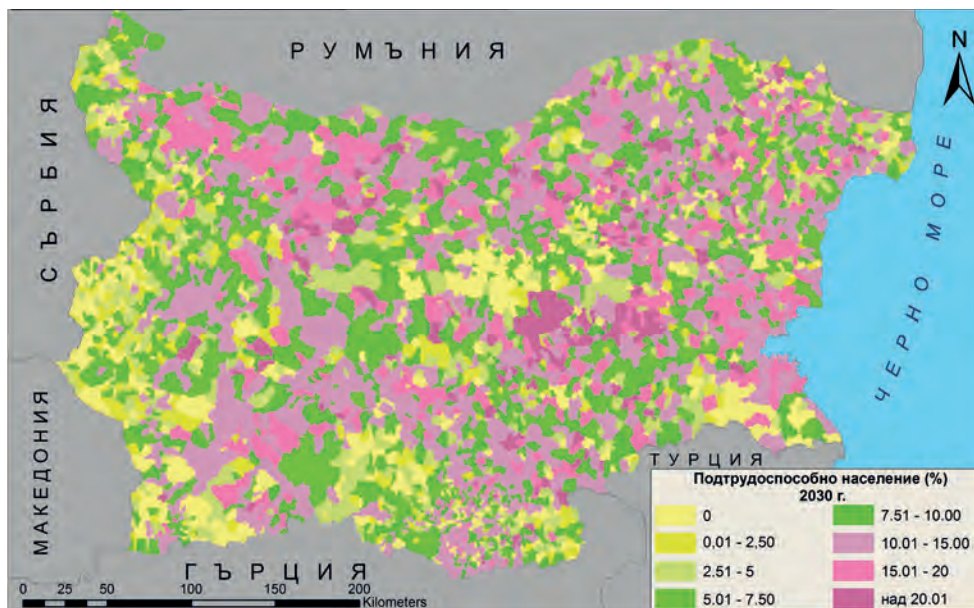 РУМЪНИЯ
N
СЪРБИЯ
ЧЕРНО МОРЕ
МАКЕДОНИЯ
ТУРЦИЯ
ГЪРЦИЯ
Подтрудоспособно население (%)
2030 г.
0
0.01 - 2,50
2.51 - 5
5.01 - 7.50
7.51 - 10.00
10.01 - 15.00
15.01 - 20
над 20.01
0 25 50 100 150 200
Kilometers